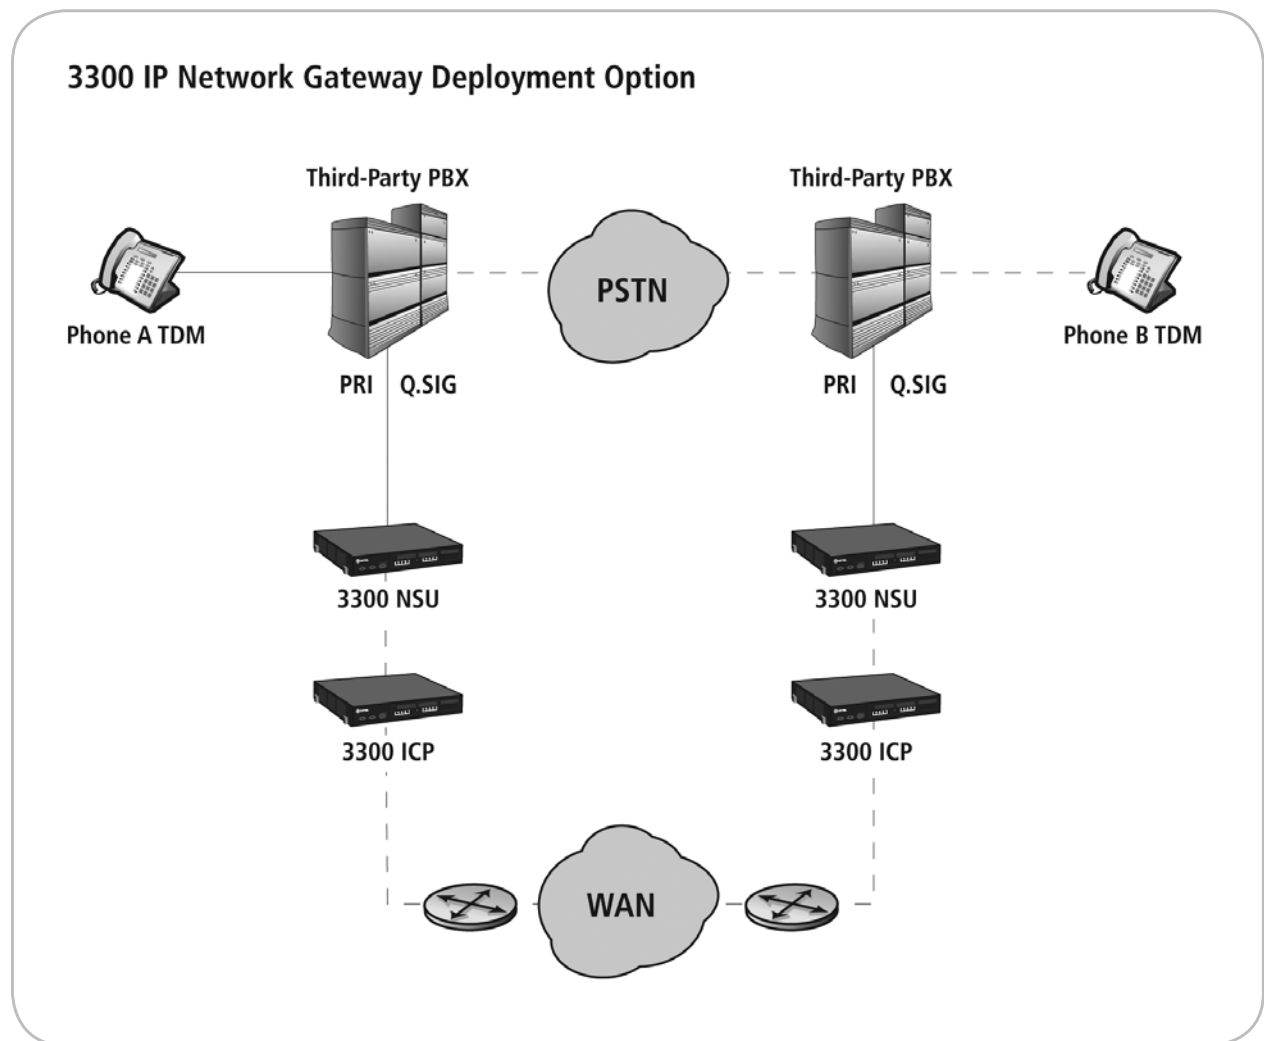 3300 IP Network Gateway Deployment Option
Third-Party PBX
Third-Party PBX
PSTN
Phone A TDM
Phone B TDM
PRI
Q.SIG
PRI
Q.SIG
3300 NSU
3300 NSU
3300 ICP
3300 ICP
WAN